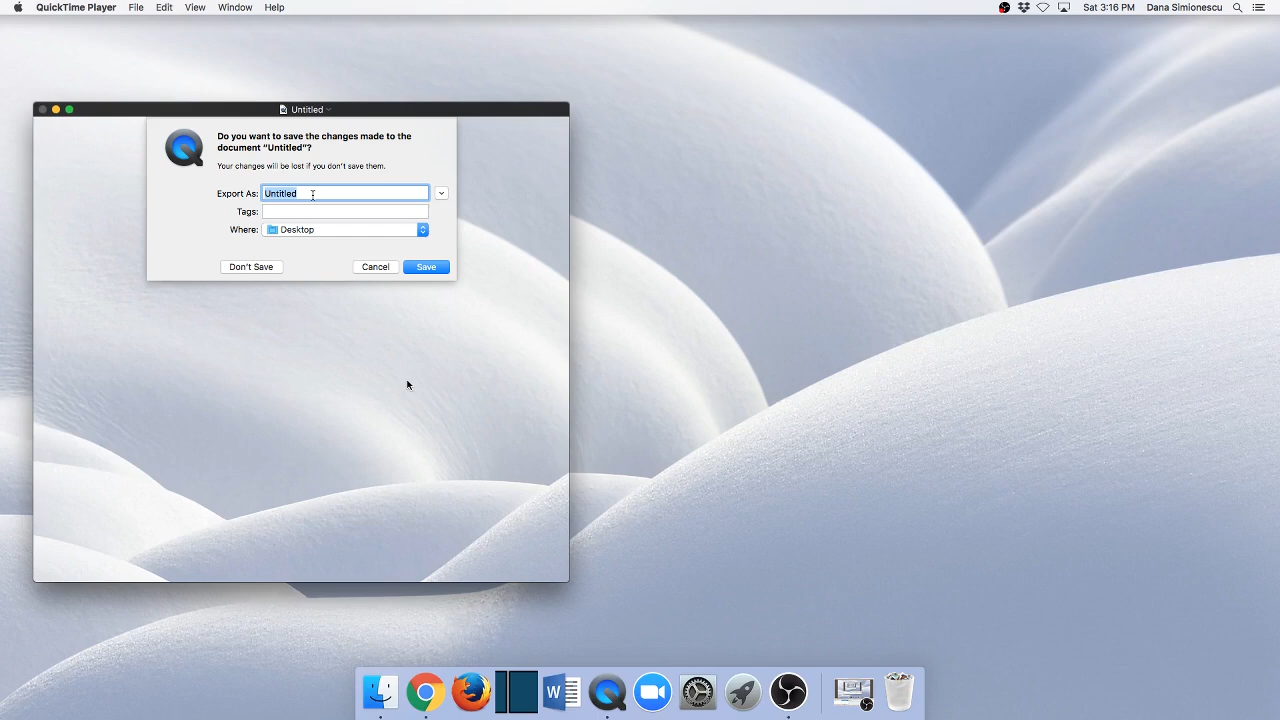 QuickTime Player File Edit View Window Help Sat 3:16 PM Dana Simionescu
Untitled
Do you want to save the changes made to the
document “Untitled”?
Your changes will be lost if you don’t save them.
Export As: Untitled
Tags:
Where: Desktop
Don’t Save Cancel Save
W